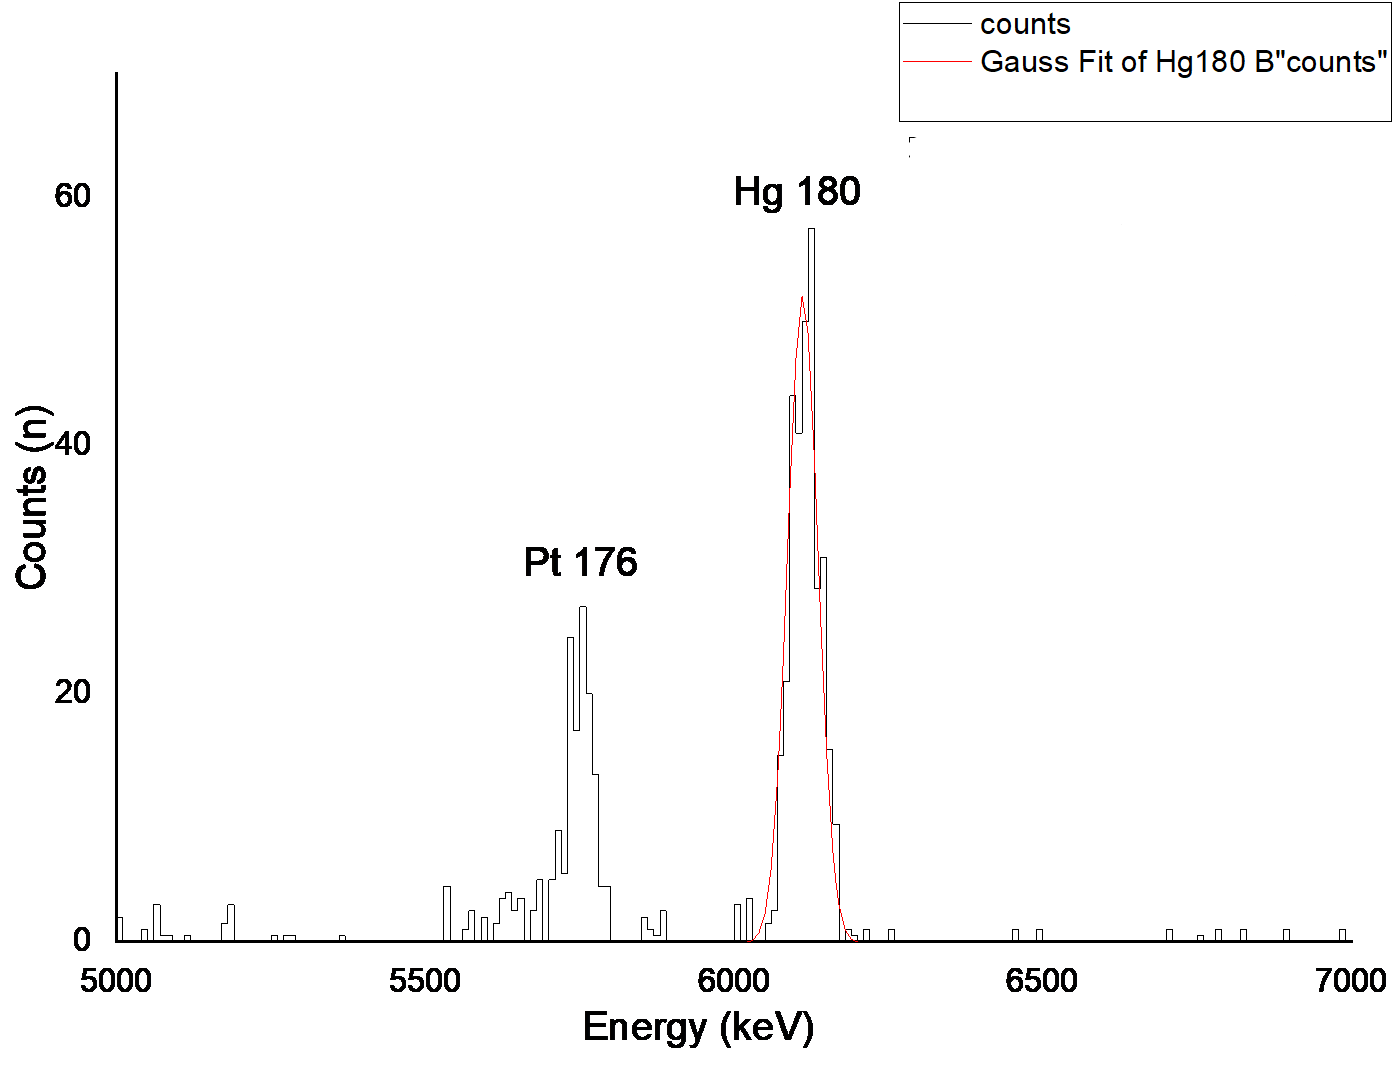 counts
Gauss Fit of Hg180 B"counts"
Hg 180
Pt 176
60
40
20
0
Counts (n)
5000 5500 6000 6500 7000
Energy (keV)